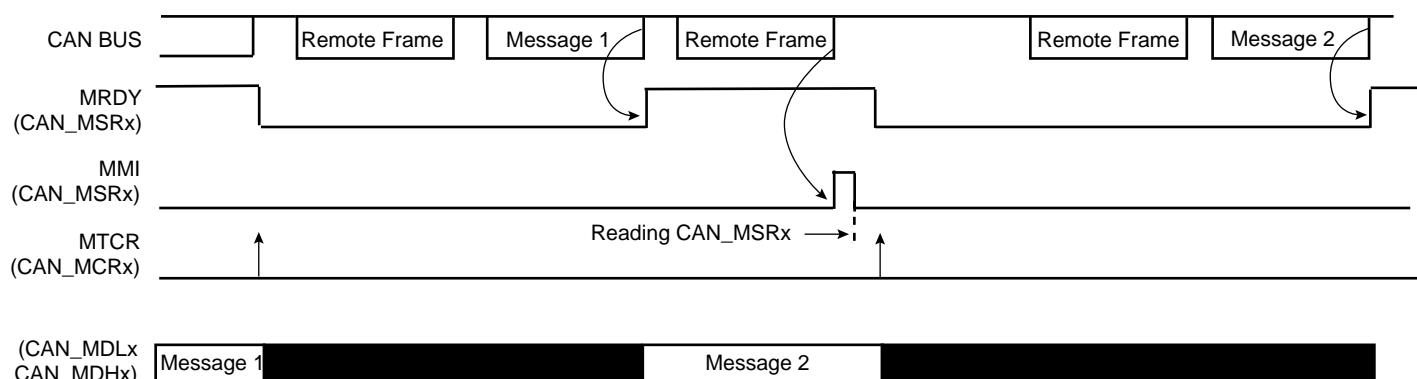 CAN BUS
Remote Frame
Message 1
Remote Frame
Remote Frame
Message 2
MRDY
(CAN_MSRx)
MMI
(CAN_MSRx)
Reading CAN_MSRx
MTCR
(CAN_MCRx)
(CAN_MDLx
CAN_MDHx)
Message 1
Message 2